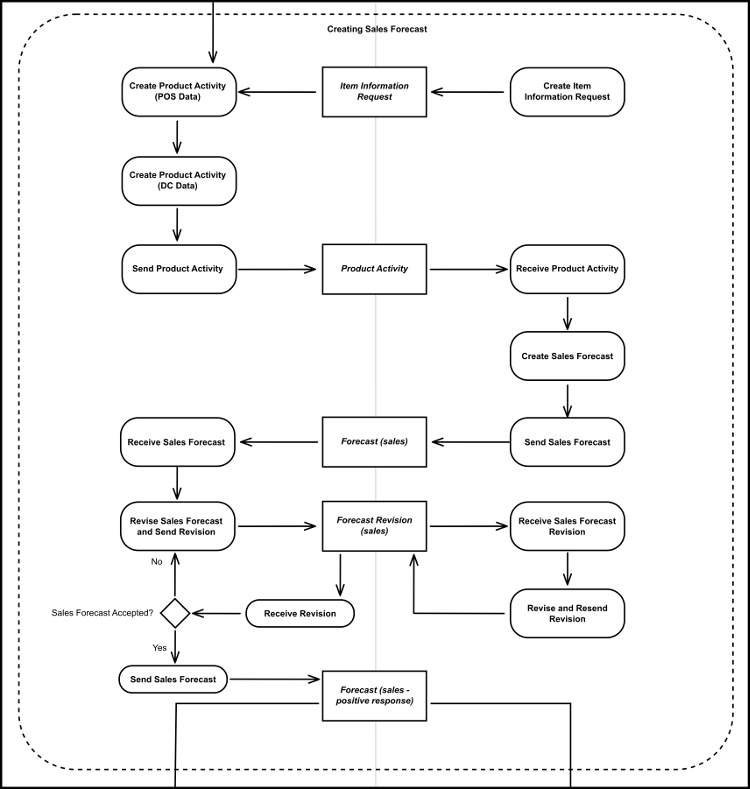 Creating Sales Forecast
Create Product Activity
(POS Data)
Item Information
Request
Create Item
Information Request
Create Product Activity
(DC Data)
Send Product Activity
Product Activity
Receive Product Activity
Create Sales Forecast
Receive Sales Forecast
Forecast (sales)
Send Sales Forecast
Revise Sales Forecast
and Send Revision
Forecast Revision
(sales)
Receive Sales Forecast
Revision
No
Sales Forecast Accepted?
Receive Revision
Revise and Resend
Revision
Yes
Send Sales Forecast
Forecast (sales -
positive response)